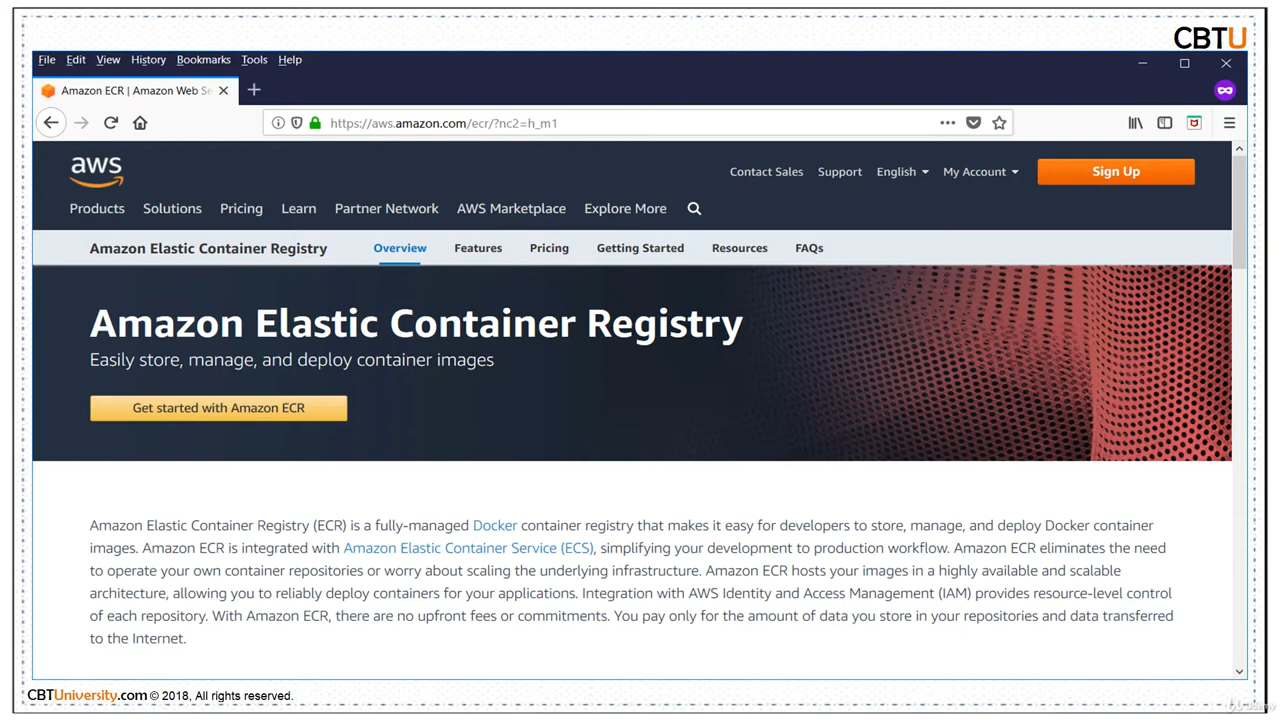 CBTU
File Edit View History Bookmarks Tools Help
Amazon ECR | Amazon Web Se
https://aws.amazon.com/ecr/?nc2=h_m1
aws
Contact Sales Support English My Account Sign Up
Products Solutions Pricing Learn Partner Network AWS Marketplace Explore More
Amazon Elastic Container Registry Overview Features Pricing Getting Started Resources FAQs
Amazon Elastic Container Registry
Easily store, manage, and deploy container images
Get started with Amazon ECR
Amazon Elastic Container Registry (ECR) is a fully-managed Docker container registry that makes it easy for developers to store, manage, and deploy Docker container
images. Amazon ECR is integrated with Amazon Elastic Container Service (ECS), simplifying your development to production workflow. Amazon ECR eliminates the need
to operate your own container repositories or worry about scaling the underlying infrastructure. Amazon ECR hosts your images in a highly available and scalable
architecture, allowing you to reliably deploy containers for your applications. Integration with AWS Identity and Access Management (IAM) provides resource-level control
of each repository. With Amazon ECR, there are no upfront fees or commitments. You pay only for the amount of data you store in your repositories and data transferred
to the Internet.
CBTUniversity.com © 2018, All rights reserved.